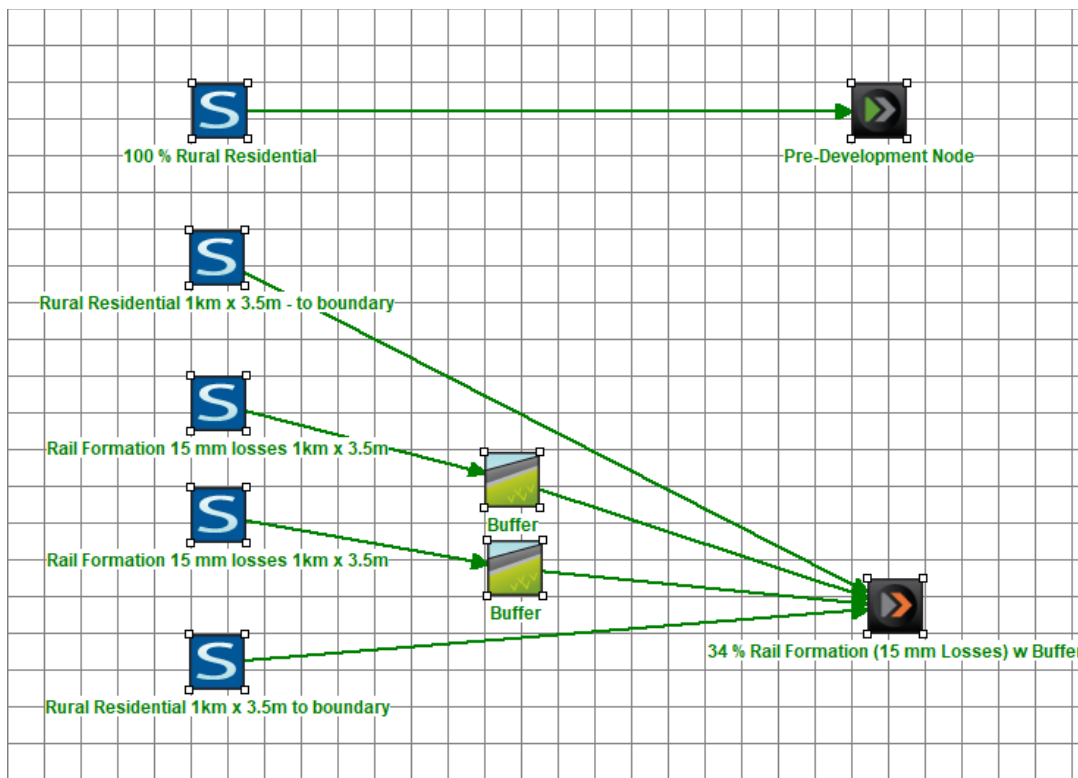 S
100 % Rural Residential
Pre-Development Node
S
Rural Residential 1km x 3.5m - to boundary
S
Rail Formation 15 mm losses 1km x 3.5m
Buffer
S
Rail Formation 15 mm losses 1km x 3.5m
Buffer
S
34 % Rail Formation (15 mm Losses) w Buffer
Rural Residential 1km x 3.5m to boundary